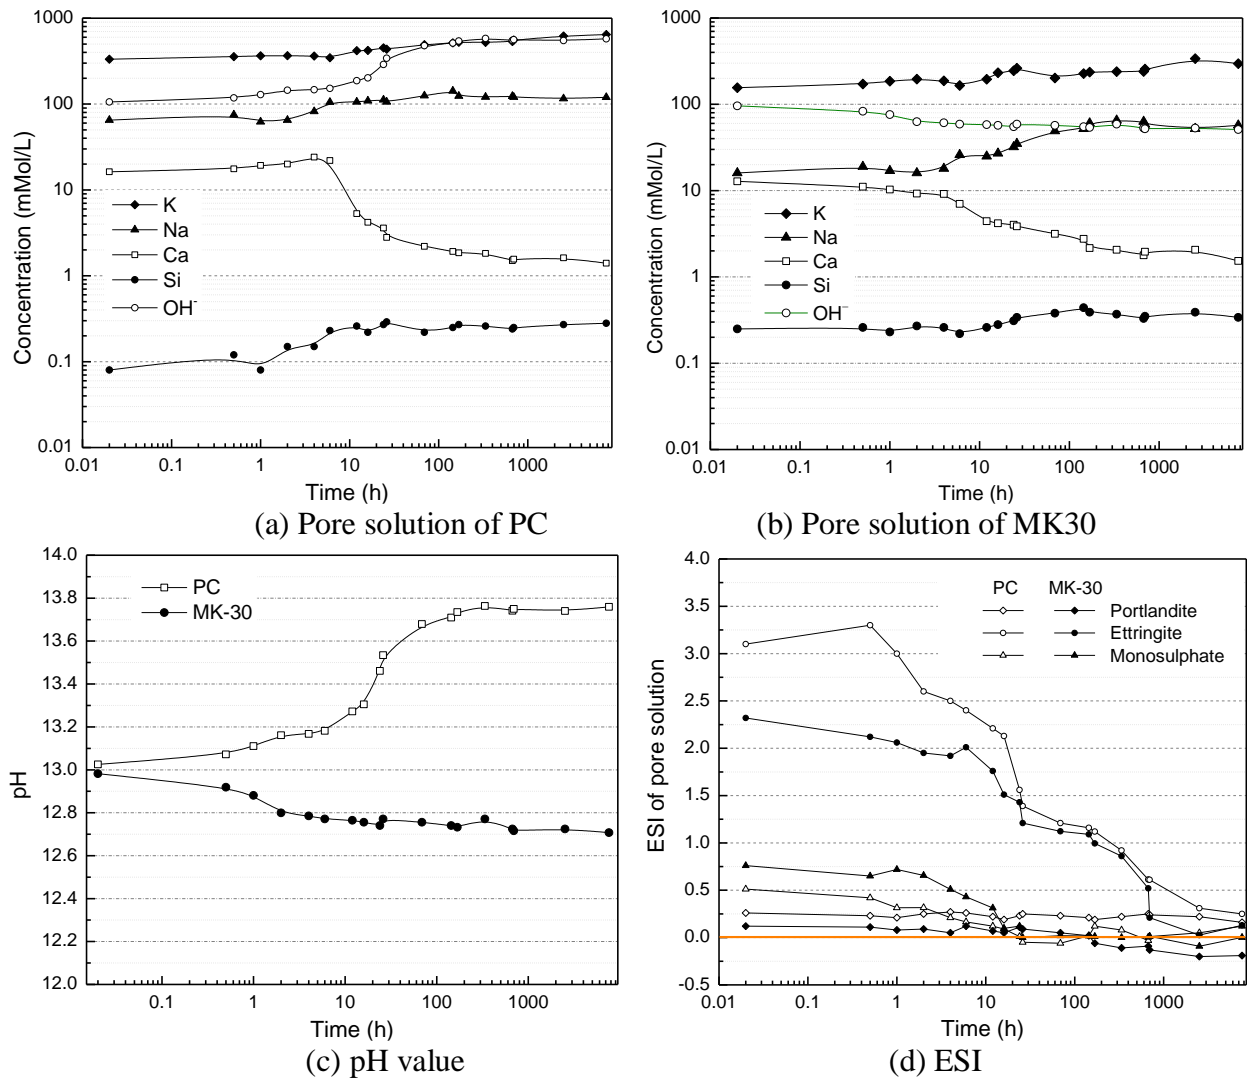 1000
100
10
1
0.1
0.01
Concentration (mMol/L)
K
Na
Ca
Si
OH-
0.01 0.1 1 10 100 1000
Time (h)
(a) Pore solution of PC
1000
100
10
1
0.1
0.01
Concentration (mMol/L)
K
Na
Ca
Si
OH–
0.01 0.1 1 10 100 1000
Time (h)
(b) Pore solution of MK30
14.0
13.8
13.6
13.4
13.2
13.0
12.8
12.6
12.4
12.2
12.0
pH
PC
MK-30
0.1 1 10 100 1000
Time (h)
(c) pH value
4.0
3.5
3.0
2.5
2.0
1.5
1.0
0.5
0.0
-0.5
ESI of pore solution
PC MK-30
Portlandite
Ettringite
Monosulphate
0.01 0.1 1 10 100 1000
Time (h)
(d) ESI